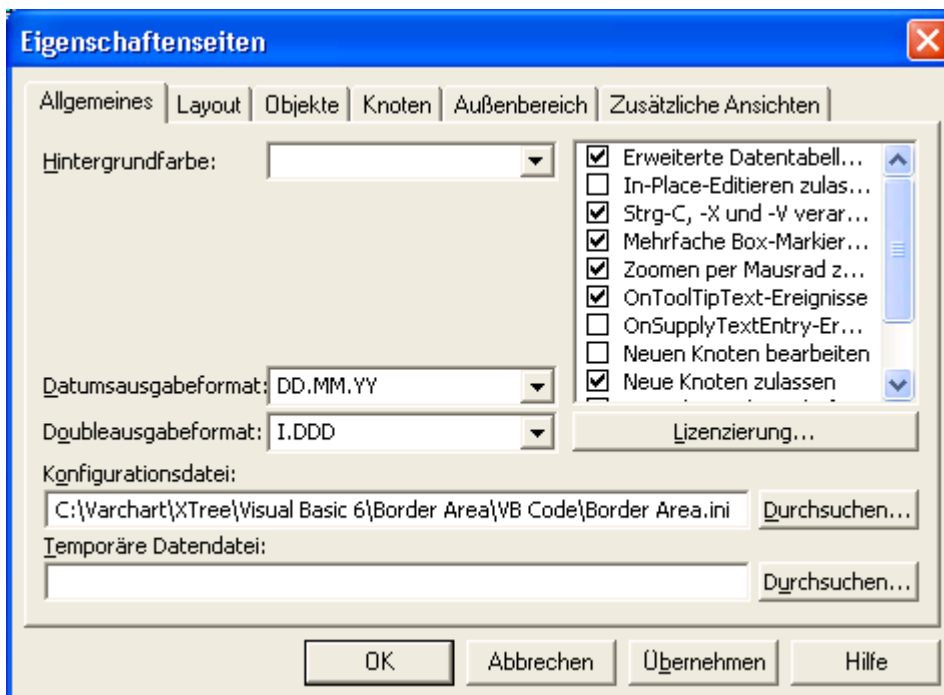 Eigenschaftenseiten
Allgemeines Layout Objekte Knoten Außenbereich Zusätzliche Ansichten
Hintergrundfarbe:
Erweiterte Datentabell...
In-Place-Editieren zulas...
Strg-C, -X und -V verar...
Mehrfache Box-Markier...
Zoomen per Mausrad z...
OnToolTipText-Ereignisse
OnSupplyTextEntry-Er...
Neuen Knoten bearbeiten
Neue Knoten zulassen
Datumsausgabeformat: DD.MM.YY
Doubleausgabeformat: I.DDD
Lizenzierung...
Konfigurationsdatei:
C:\Varchart\XTree\Visual Basic 6\Border Area\VB Code\Border Area.ini Durchsuchen...
Temporäre Datendatei:
Durchsuchen...
OK Abbrechen Übernehmen Hilfe